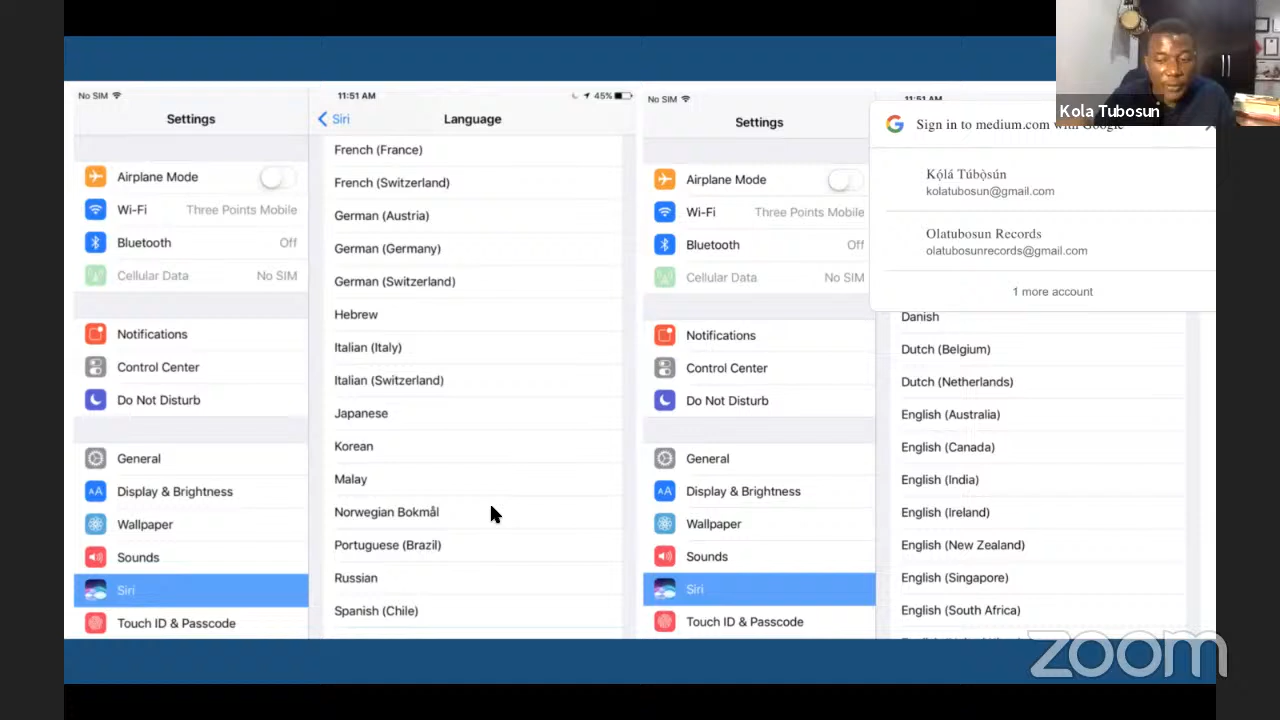 Kola Tubosun
No SIM
11:51 AM
45%
Settings
Siri
Language
Airplane Mode
Wi-Fi
Three Points Mobile
Bluetooth
Off
Cellular Data
No SIM
Notifications
Control Center
Do Not Disturb
General
Display & Brightness
Wallpaper
Sounds
Siri
Touch ID & Passcode
French (France)
French (Switzerland)
German (Austria)
German (Germany)
German (Switzerland)
Hebrew
Italian (Italy)
Italian (Switzerland)
Japanese
Korean
Malay
Norwegian Bokmål
Portuguese (Brazil)
Russian
Spanish (Chile)
No SIM
11:51 AM
Settings
Airplane Mode
Wi-Fi
Three Points Mobile
Bluetooth
Off
Cellular Data
No SIM
Notifications
Control Center
Do Not Disturb
General
Display & Brightness
Wallpaper
Sounds
Siri
Touch ID & Passcode
Sign in to medium.com with Google
Kọ́lá Túbọ̀sún
kolatubosun@gmail.com
Olatubosun Records
olatubosunrecords@gmail.com
1 more account
Danish
Dutch (Belgium)
Dutch (Netherlands)
English (Australia)
English (Canada)
English (India)
English (Ireland)
English (New Zealand)
English (Singapore)
English (South Africa)
zoom